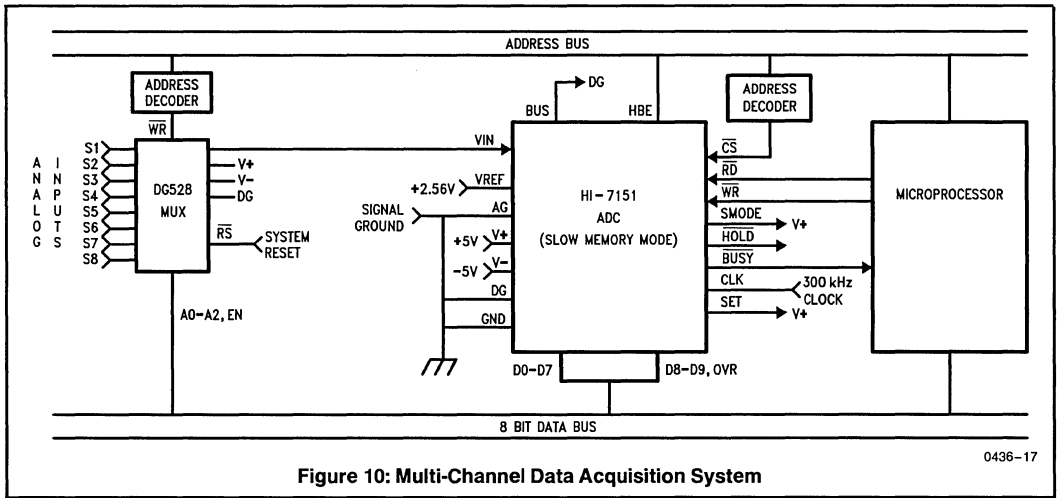 ADDRESS BUS
ADDRESS
DECODER
WR
ANALOG
INPUTS
S1
S2
S3
S4
S5
S6
S7
S8
DG528
MUX
V+
V-
DG
RS
SYSTEM
RESET
A0-A2, EN
BUS
DG
HBE
VIN
+2.56V
VREF
SIGNAL
GROUND
AG
+5V
V+
-5V
V-
DG
GND
HI-7151
ADC
(SLOW MEMORY MODE)
D0-D7
D8-D9, OVR
ADDRESS
DECODER
CS
RD
WR
SMODE
V+
HOLD
BUSY
CLK
300 kHz
CLOCK
SET
V+
MICROPROCESSOR
8 BIT DATA BUS
0436-17
Figure 10: Multi-Channel Data Acquisition System